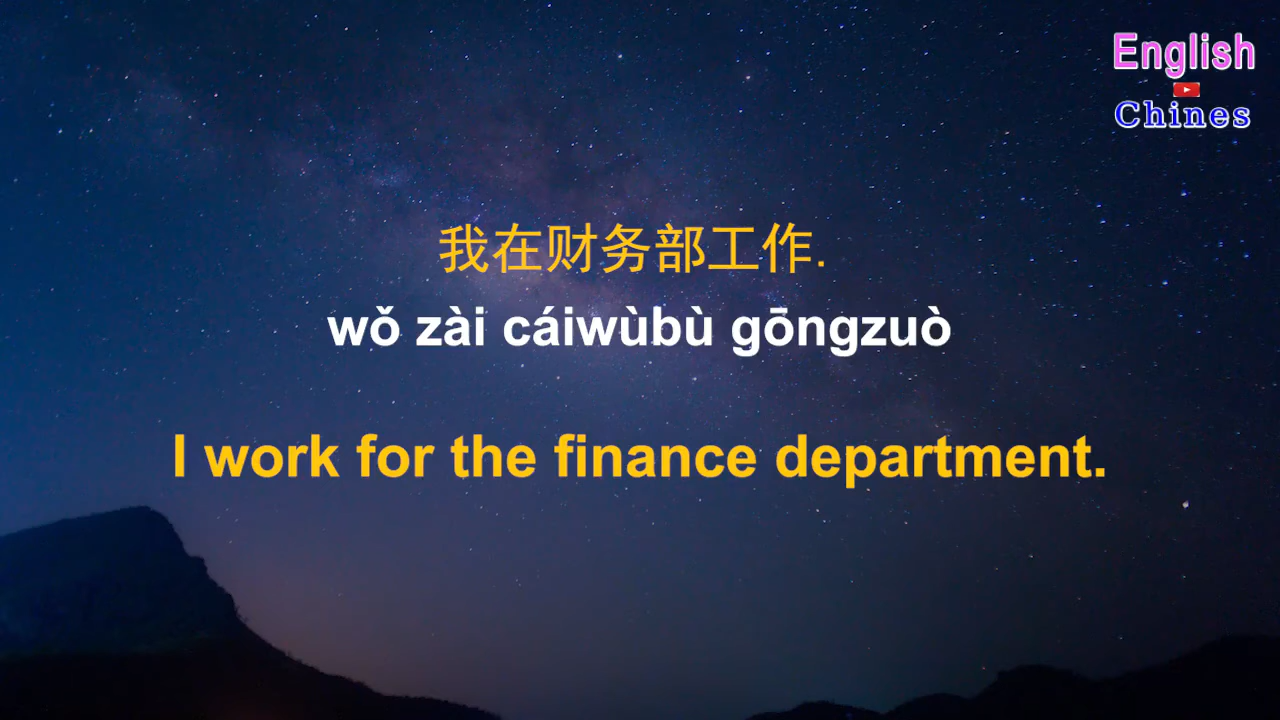 English
Chines
我在财务部工作.
wǒ zài cáiwùbù gōngzuò
I work for the finance department.